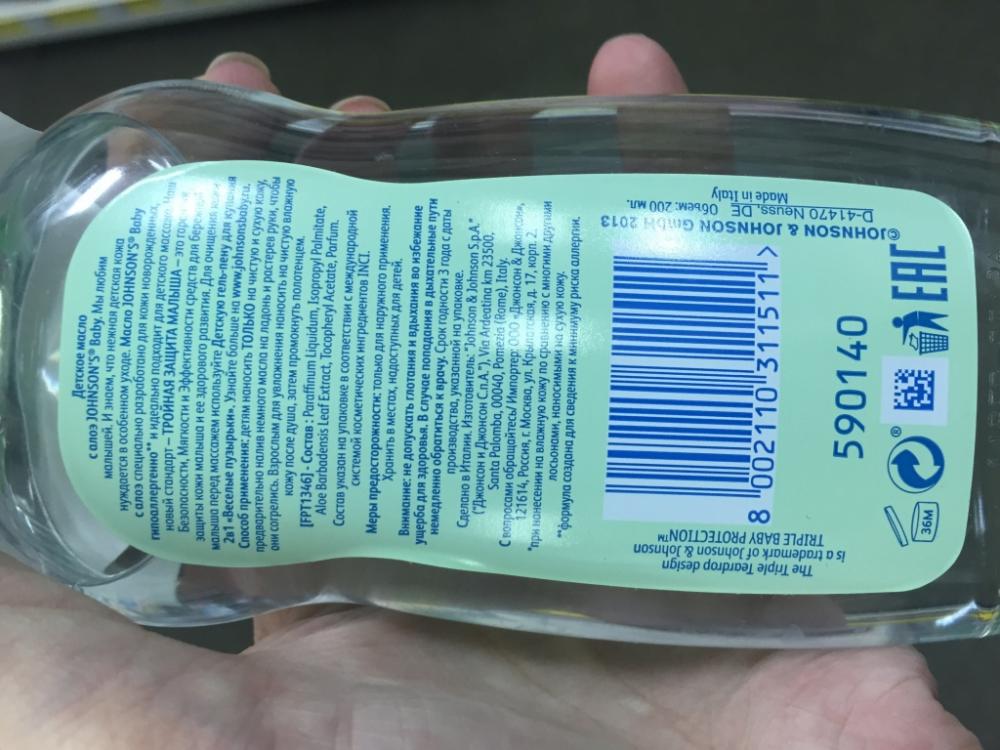 Детское масло
с алоэ JOHNSON'S® Baby. Мы любим
малышей. И знаем, что нежная детская кожа
нуждается в особенном уходе. Масло JOHNSON'S® Baby
с алоэ специально разработано для кожи новорожденных,
гипоаллергенно** и идеально подходит для детского массажа. Наш
новый стандарт – ТРОЙНАЯ ЗАЩИТА МАЛЫША – это гарантия
Безопасности, Мягкости и Эффективности средств для бережной
защиты кожи малыша и ее здорового развития. Для очищения кожи
малыша перед массажем используйте Детскую гель-пену для купания
2в1 «Веселые пузырьки». Узнайте больше на www.johnsonsbaby.ru.
Способ применения: детям наносить ТОЛЬКО на чистую и сухую кожу,
предварительно налив немного масла на ладонь и растерев руки, чтобы
они согрелись. Взрослым для увлажнения наносить на чистую влажную
кожу после душа, затем промокнуть полотенцем.
[FPT1346] - Состав : Paraffinum Liquidum, Isopropyl Palmitate,
Aloe Barbadensis Leaf Extract, Tocopheryl Acetate, Parfum.
Состав указан на упаковке в соответствии с международной
системой косметических ингредиентов INCI.
Меры предосторожности: только для наружного применения.
Хранить в местах, недоступных для детей.
Внимание: не допускать глотания и вдыхания во избежание
ущерба для здоровья. В случае попадания в дыхательные пути
немедленно обратиться к врачу. Срок годности 3 года с даты
производства, указанной на упаковке.
Сделано в Италии. Изготовитель:"Johnson & Johnson S.p.A."
("Джонсон и Джонсон С.п.А."), Via Ardeatina km 23500,
Santa Palomba, 00040, Pomezia (Rome), Italy.
С вопросами обращайтесь/ Импортер: ООО «Джонсон & Джонсон»,
121614, Россия, г. Москва, ул. Крылатская, д. 17, корп. 2.
*при нанесении на влажную кожу по сравнению с многими другими
лосьонами, наносимыми на сухую кожу.
**формула создана для сведения к минимуму риска аллергии.
8 002110 311511 >
The Triple Teardrop design
is a trademark of Johnson & Johnson
TRIPLE BABY PROTECTION™
©JOHNSON & JOHNSON GmbH 2013
D-41470 Neuss, DE Объем: 200 мл.
Made in Italy
590140
36M
®
EAC